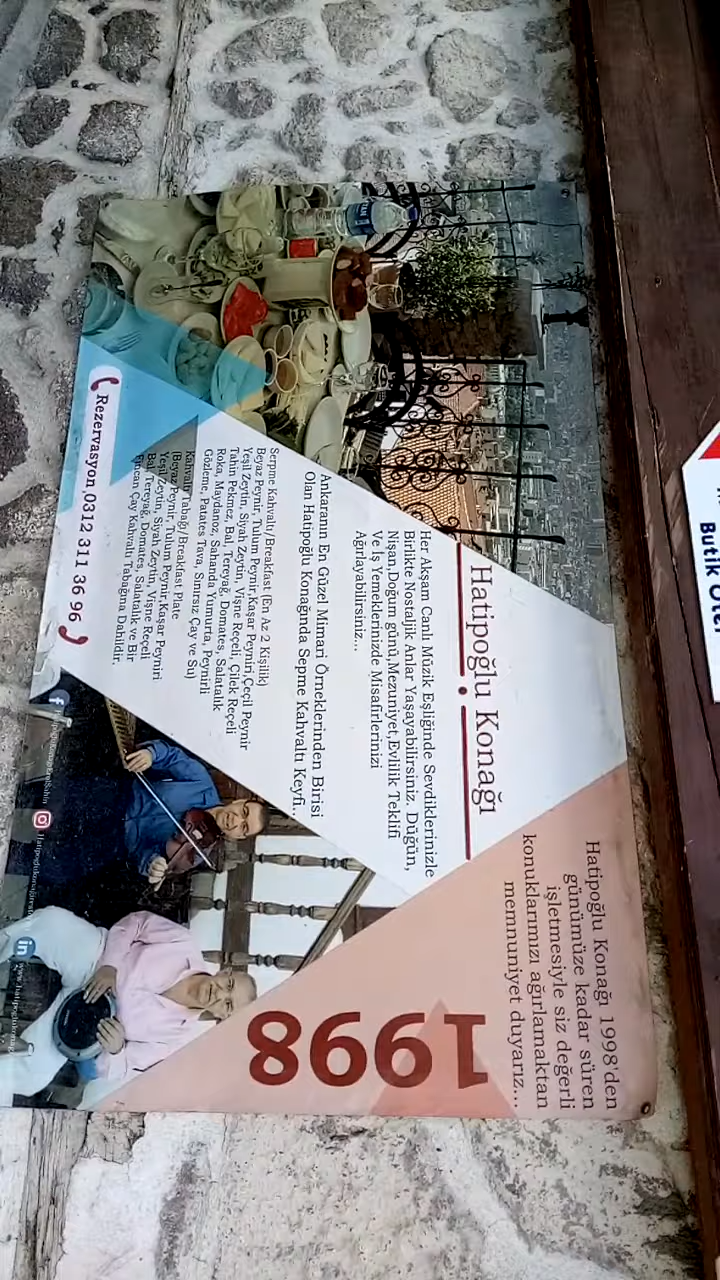 Hatipoğlu Konağı
Her Akşam Canlı Müzik Eşliğinde Sevdiklerinizle
Birlikte Nostaljik Anlar Yaşayabilirsiniz. Düğün,
Nişan,Doğum günü,Mezuniyet,Evlilik Teklifi
Ve İş Yemeklerinizde Misafirlerinizi
Ağırlayabilirsiniz...
Ankaranın En Güzel Mimari Örneklerinden Birisi
Olan Hatipoğlu Konağında Sepme Kahvaltı Keyfi..
Serpme Kahvaltı/Breakfast (En Az 2 Kişilik)
Beyaz Peynir, Tulum Peynir,Kaşar Peyniri,Çeçil Peynir
Yeşil Zeytin, Siyah Zeytin, Vişne Reçeli, Çilek Reçeli
Tahin Pekmez, Bal, Tereyağ, Domates, Salatalık
Roka, Maydanoz, Sahanda Yumurta, Peynirli
Gözleme, Patates Tava, Sınırsız Çay ve Su)
Kahvaltı Tabağı/Breakfast Plate
(Beyaz Peynir, Tulum Peynir,Kaşar Peyniri
Yeşil Zeytin, Siyah Zeytin, Vişne Reçeli
Bal, Tereyağ, Domates, Salatalık ve Bir
Fincan Çay Kahvaltı Tabağına Dahildir.
Rezervasyon,0312 311 36 96
Hatipoğlu Konağı 1998'den
günümüze kadar süren
işletmesiyle siz değerli
konuklarımızı ağırlamaktan
memnuniyet duyarız...
1998
Butik